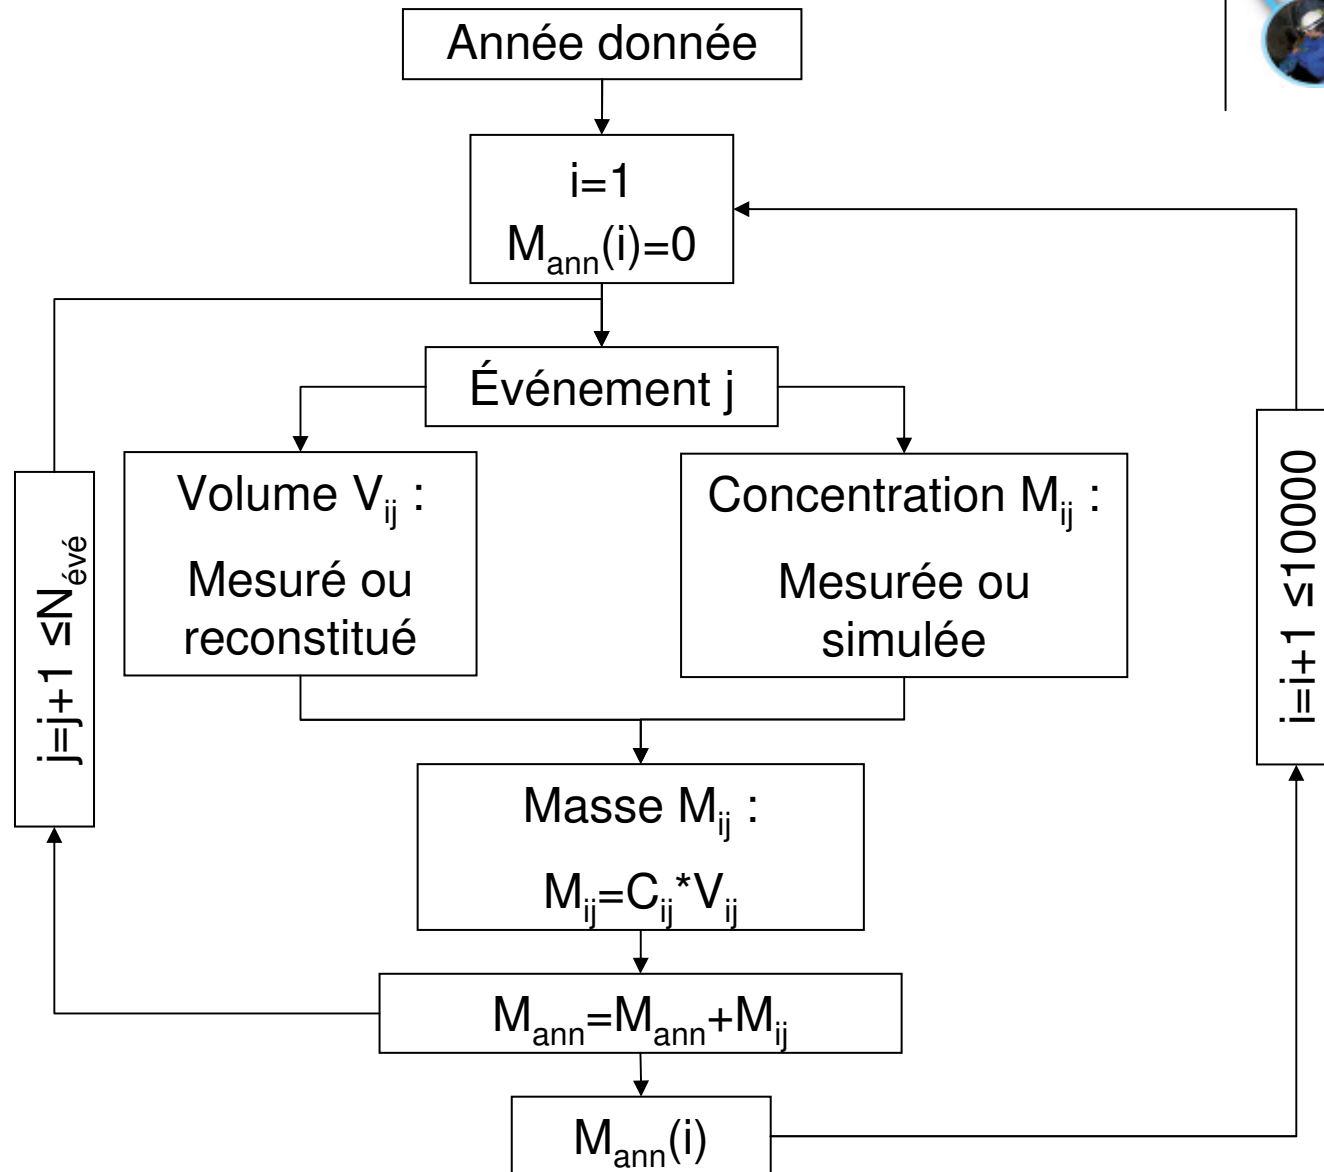 Année donnée
i=1
M_ann(i)=0
Événement j
Volume V_ij :
Mesuré ou
reconstitué
Concentration M_ij :
Mesurée ou
simulée
j=j+1 ≤N_évé
i=i+1 ≤10000
Masse M_ij :
M_ij=C_ij*V_ij
M_ann=M_ann+M_ij
M_ann(i)